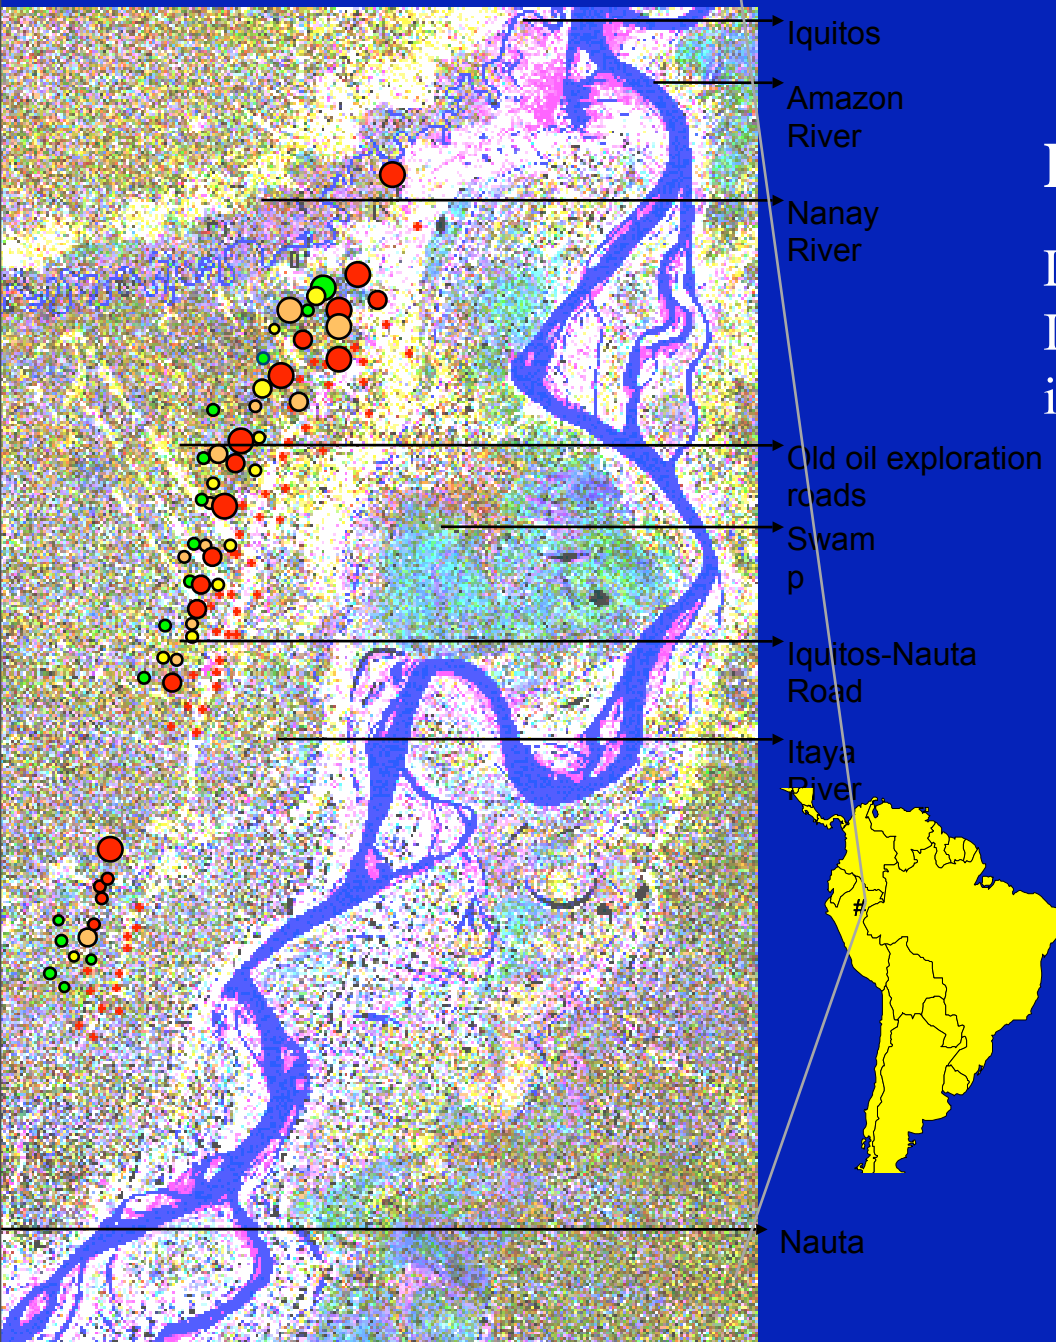 Iquitos
Amazon
River
Nanay
River
Old oil exploration
roads
Swam
p
Iquitos-Nauta
Road
Itaya
River
#
Nauta